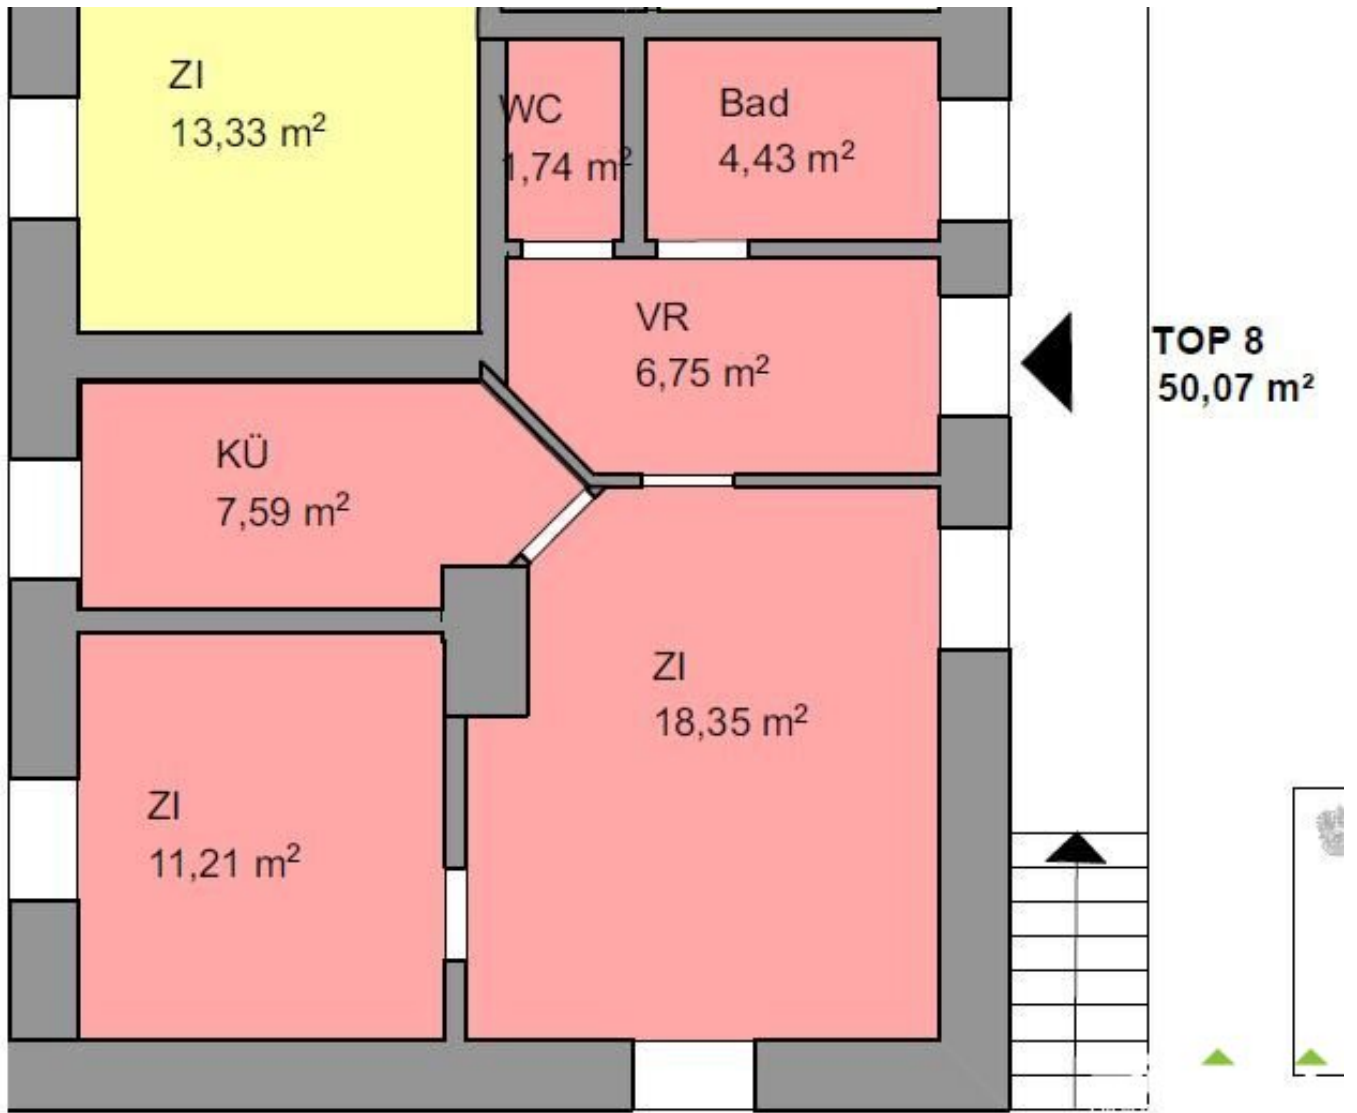 ZI
13,33 m²
WC
1,74 m²
Bad
4,43 m²
VR
6,75 m²
TOP 8
50,07 m²
KÜ
7,59 m²
ZI
18,35 m²
ZI
11,21 m²